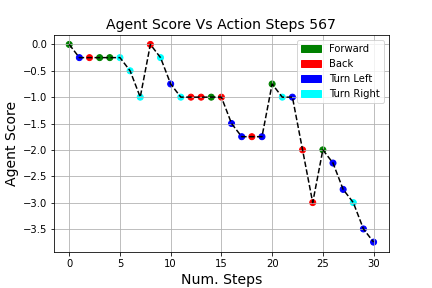 Agent Score Vs Action Steps 567
0.0
−0.5
−1.0
−1.5
−2.0
−2.5
−3.0
−3.5
Agent Score
Forward
Back
Turn Left
Turn Right
0 5 10 15 20 25 30
Num. Steps